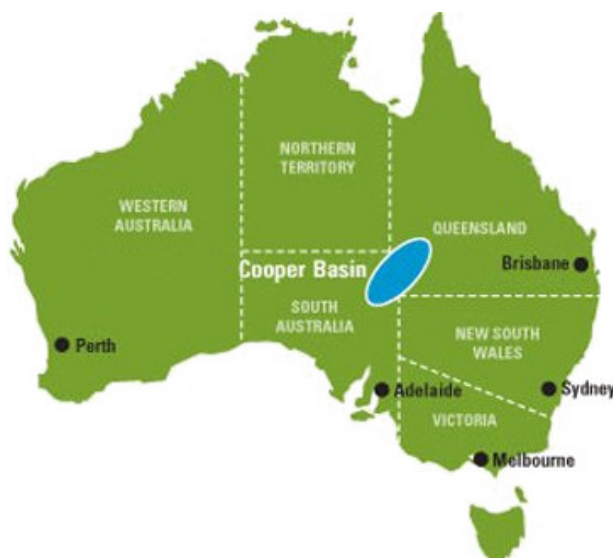 NORTHERN
TERRITORY
WESTERN
AUSTRALIA
QUEENSLAND
Cooper Basin
Brisbane
SOUTH
AUSTRALIA
NEW SOUTH
WALES
Perth
Adelaide
Sydney
VICTORIA
Melbourne